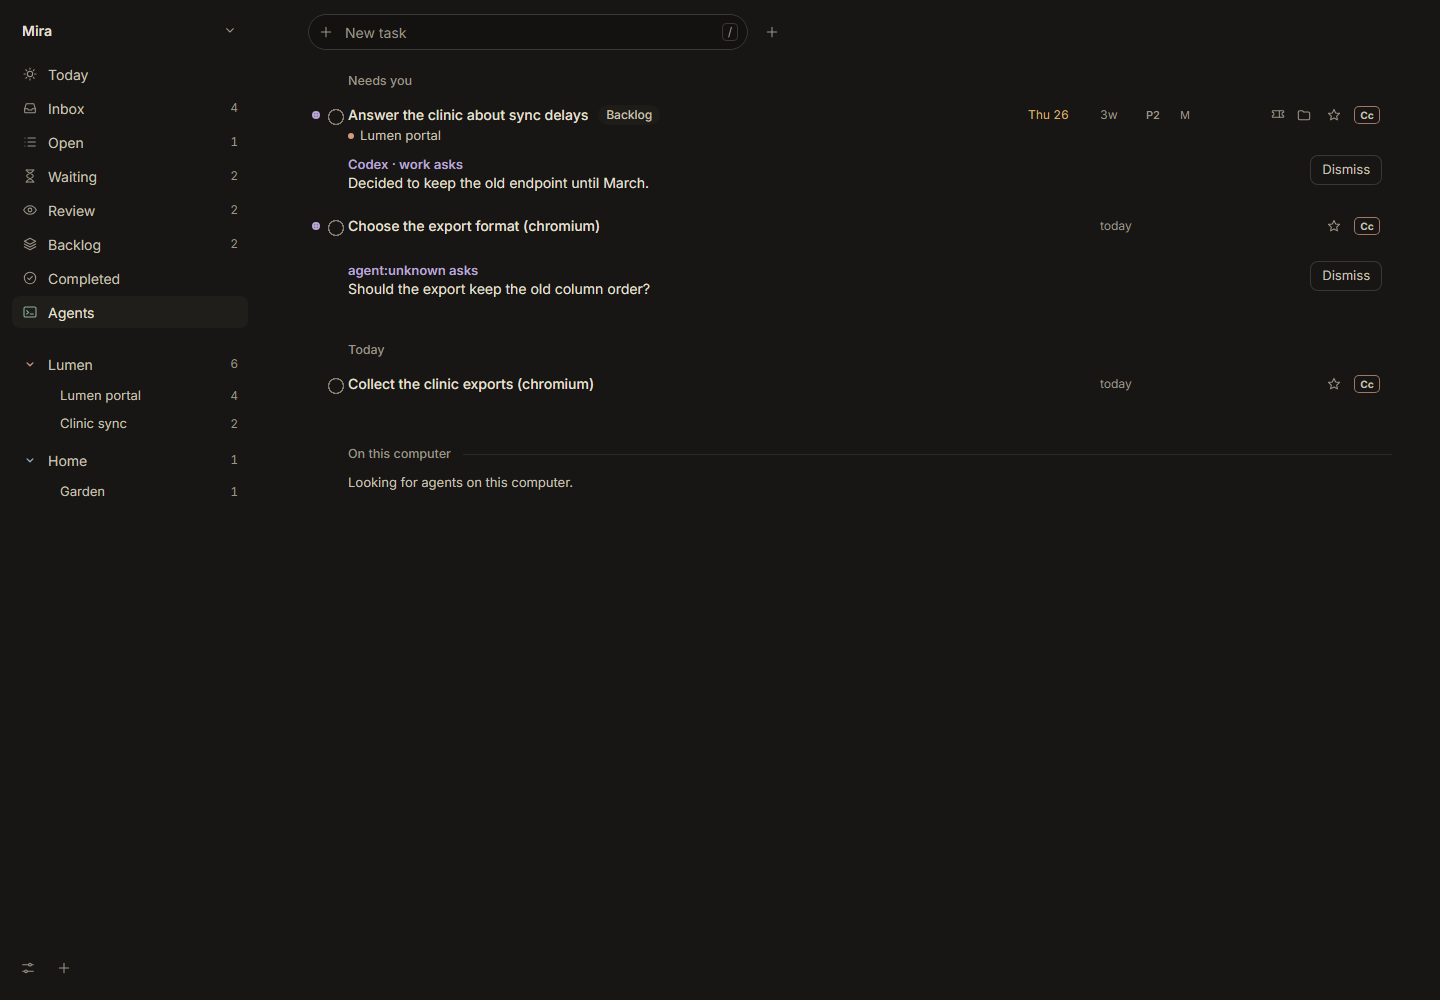 Mira
Today
Inbox 4
Open 1
Waiting 2
Review 2
Backlog 2
Completed
Agents
Lumen 6
Lumen portal 4
Clinic sync 2
Home 1
Garden 1
New task /
Needs you
Answer the clinic about sync delays Backlog Thu 26 3w P2 M Cc
Lumen portal
Codex · work asks
Decided to keep the old endpoint until March. Dismiss
Choose the export format (chromium) today Cc
agent:unknown asks
Should the export keep the old column order? Dismiss
Today
Collect the clinic exports (chromium) today Cc
On this computer
Looking for agents on this computer.